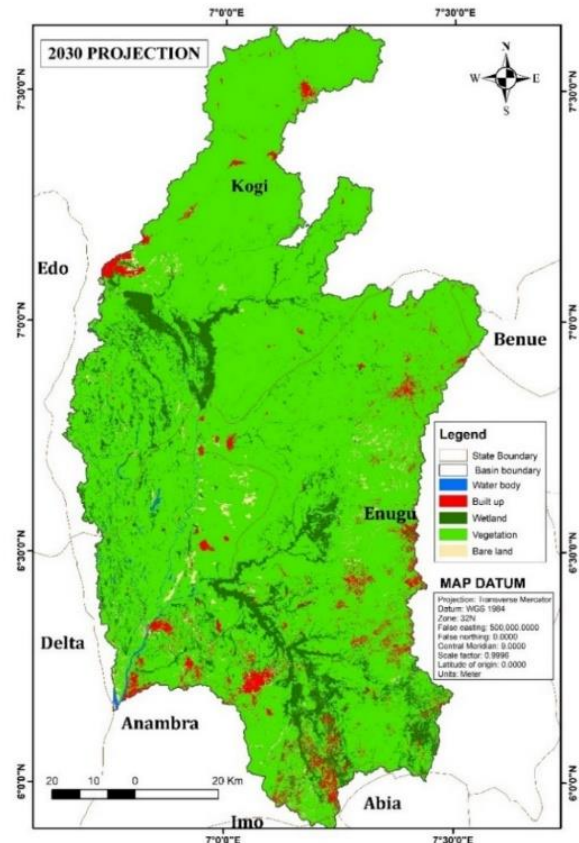 7°0'0"E
7°30'0"E
2030 PROJECTION
N
W
E
S
7°30'0"N
7°30'0"N
Kogi
Edo
7°0'0"N
7°0'0"N
Benue
Legend
State Boundary
Basin boundary
Water body
Built up
Wetland
Vegetation
Bare land
Enugu
6°30'0"N
6°30'0"N
MAP DATUM
Projection: Transverse Mercator
Datum: WGS 1984
Zone: 32N
False easting: 500,000.0000
False northing: 0.0000
Central Meridian: 9.0000
Scale factor: 0.9996
Latitude of origin: 0.0000
Units: Meter
Delta
Anambra
6°0'0"N
6°0'0"N
20 10 0 20 Km
Abia
Imo
7°0'0"E
7°30'0"E